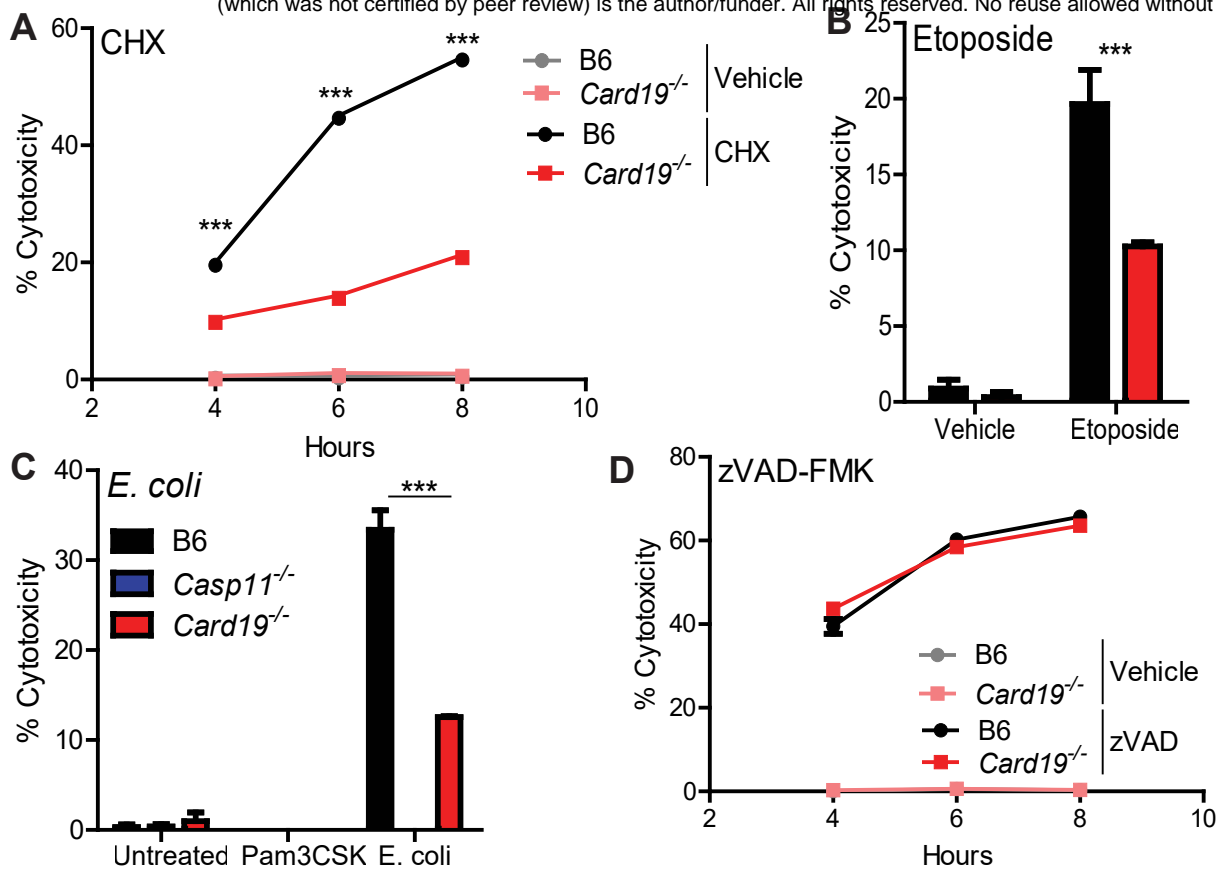 (which was not certified by peer review) is the author/funder. All rights reserved. No reuse allowed without
A
CHX
60
40
20
0
% Cytotoxicity
2 4 6 8 10
Hours
***
***
***
B6
Card19-/-
Vehicle
B6
Card19-/-
CHX
B
Etoposide
25
20
15
10
5
0
% Cytotoxicity
***
Vehicle Etoposide
C
E. coli
40
30
20
10
0
% Cytotoxicity
B6
Casp11-/-
Card19-/-
***
Untreated Pam3CSK E. coli
D
zVAD-FMK
80
60
40
20
0
% Cytotoxicity
B6
Card19-/-
Vehicle
B6
Card19-/-
zVAD
2 4 6 8 10
Hours